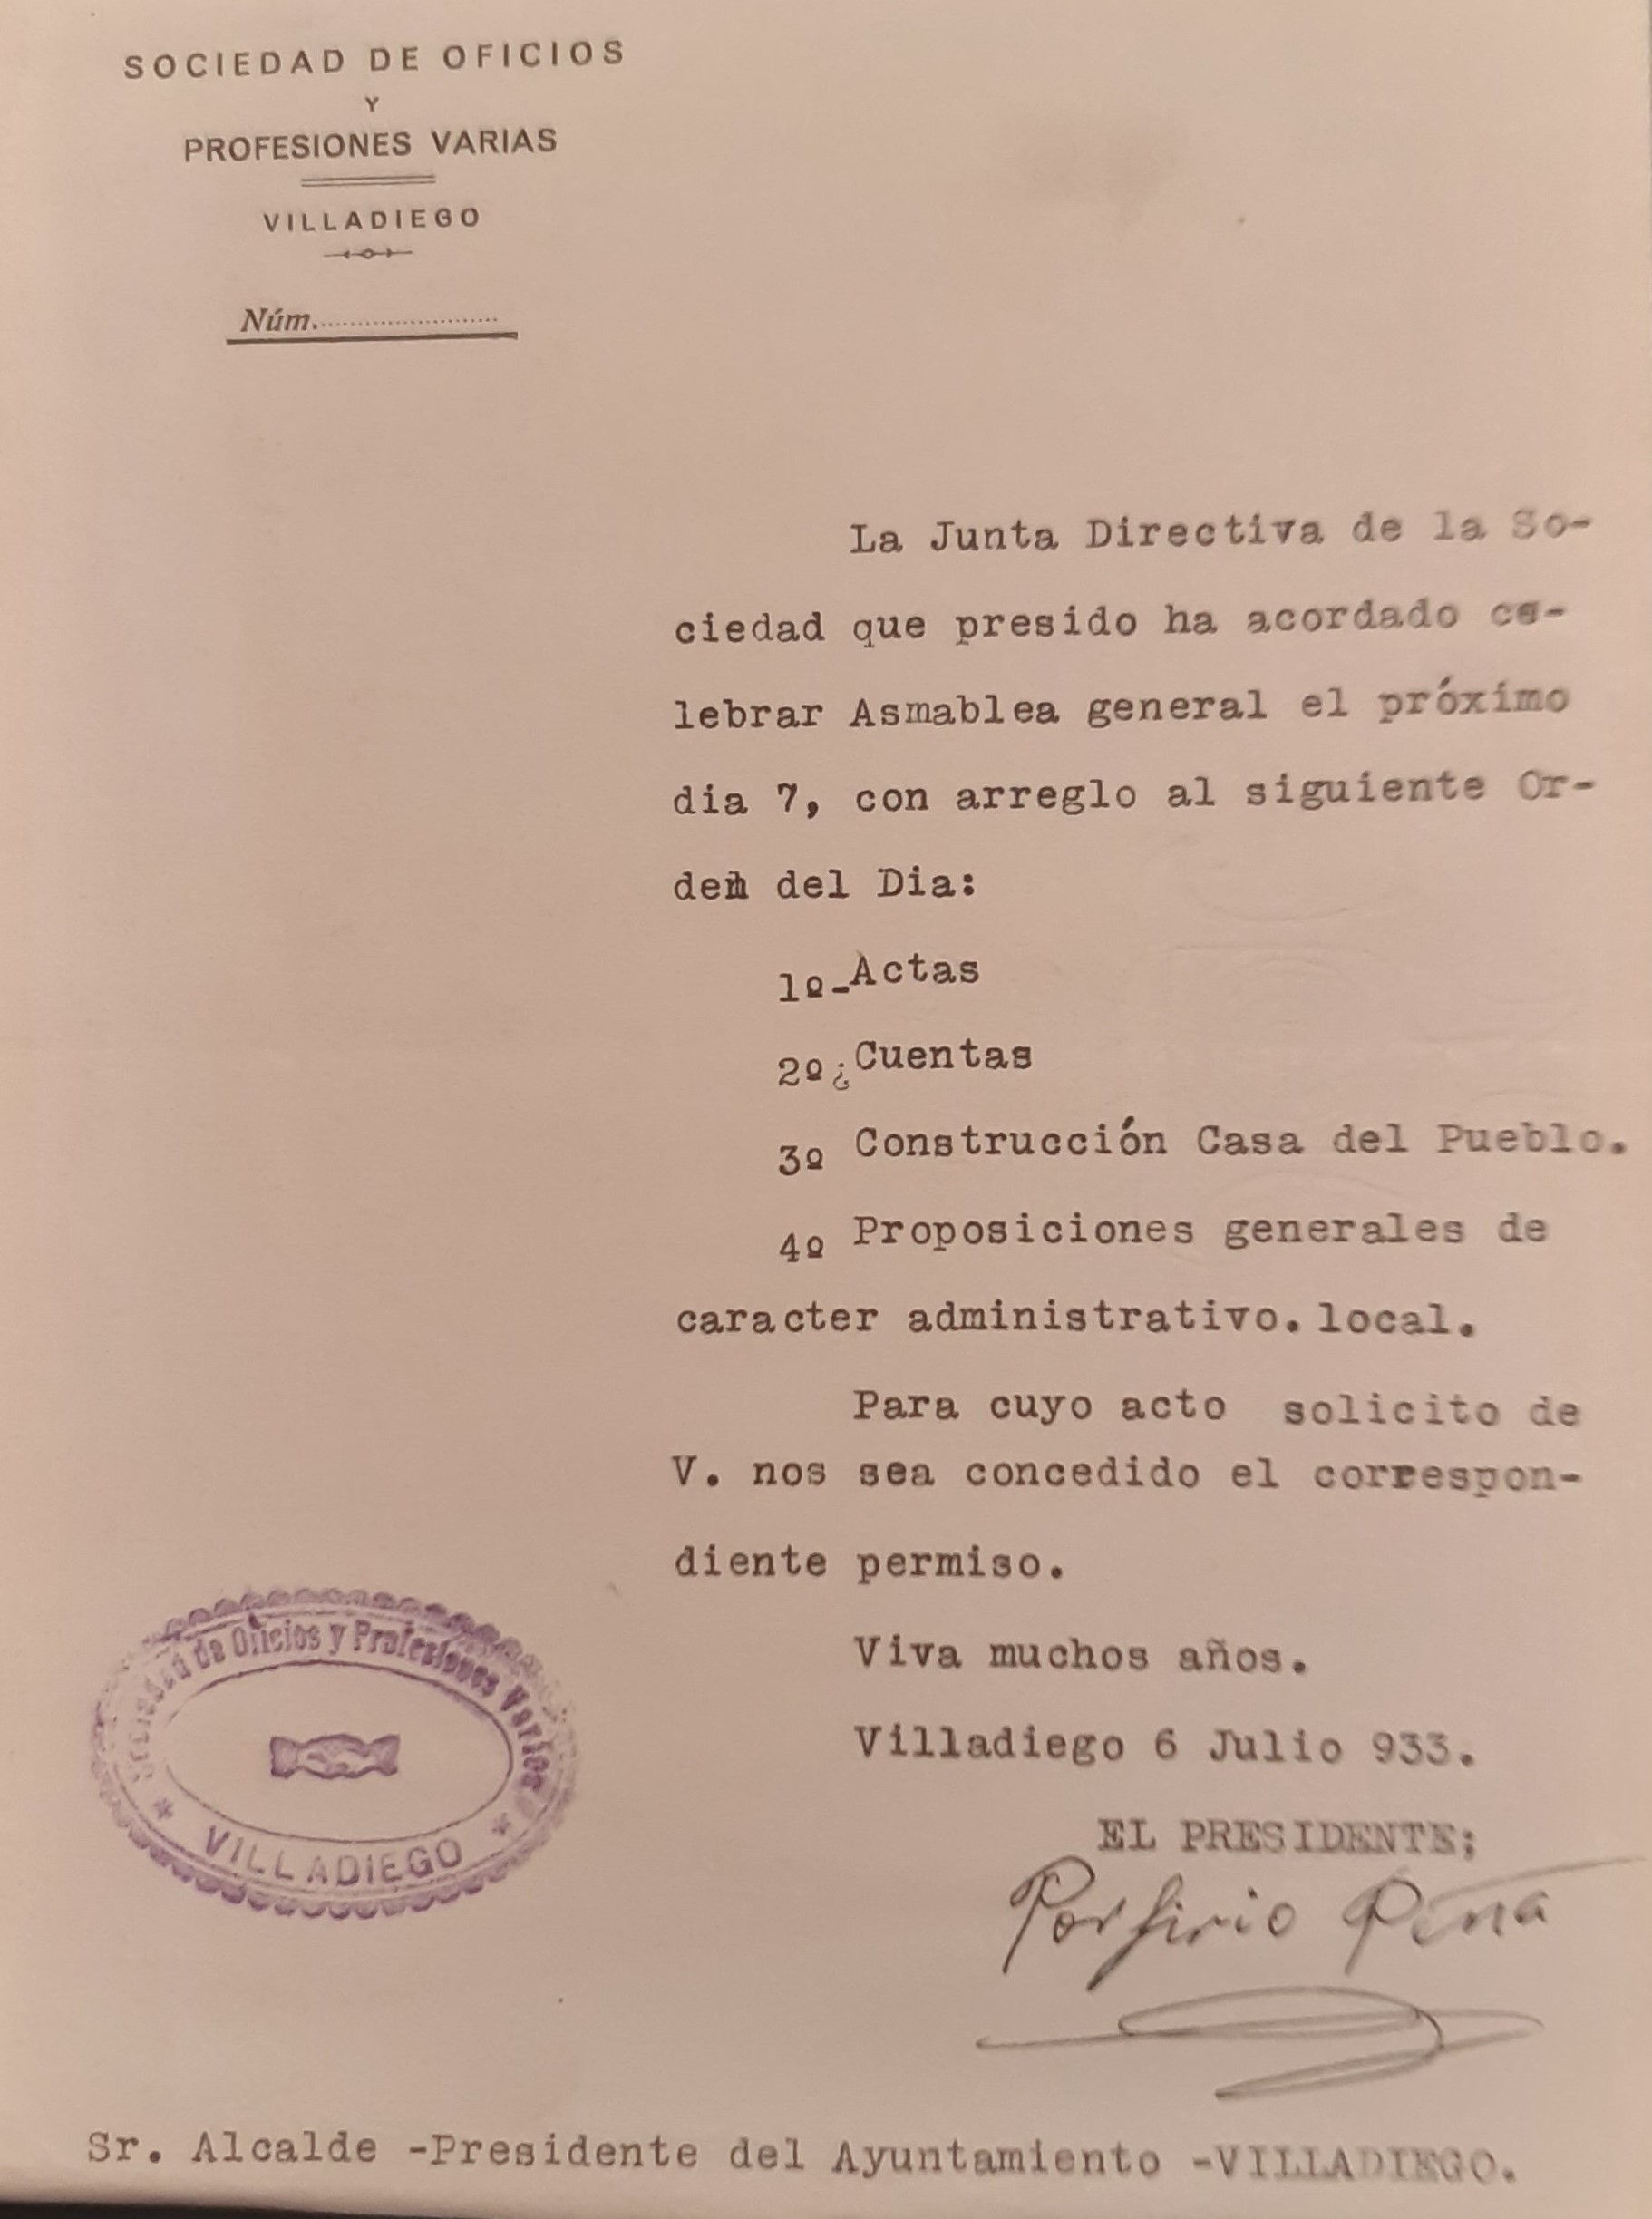 SOCIEDAD DE OFICIOS
Y
PROFESIONES VARIAS
VILLADIEGO
Núm.
La Junta Directiva de la So-
ciedad que presido ha acordado ce-
lebrar Asmablea general el próximo
dia 7, con arreglo al siguiente Or-
den del Dia:
1º-Actas
2º¿Cuentas
3º Construcción Casa del Pueblo.
4º Proposiciones generales de
caracter administrativo. local.
Para cuyo acto solicito de
V. nos sea concedido el correspon-
diente permiso.
Viva muchos años.
Villadiego 6 Julio 933.
EL PRESIDENTE;
Porfirio Peña
Sociedad de Oficios y Profesiones Varias
* VILLADIEGO *
Sr. Alcalde -Presidente del Ayuntamiento -VILLADIEGO.